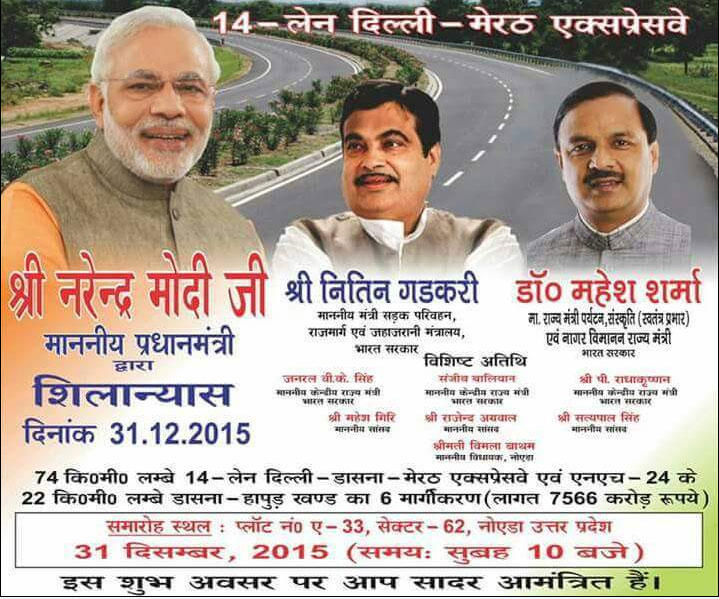 14-लेन दिल्ली-मेरठ एक्सप्रेसवे
श्री नरेन्द्र मोदी जी
माननीय प्रधानमंत्री
द्वारा
शिलान्यास
दिनांक 31.12.2015
श्री नितिन गडकरी
माननीय मंत्री सड़क परिवहन,
राजमार्ग एवं जहाजरानी मंत्रालय,
भारत सरकार
डॉ० महेश शर्मा
मा. राज्य मंत्री पर्यटन,संस्कृति (स्वतंत्र प्रभार)
एवं नागर विमानन राज्य मंत्री
भारत सरकार
विशिष्ट अतिथि
जनरल वी.के. सिंह
माननीय केन्द्रीय राज्य मंत्री
भारत सरकार
संजीव बालियान
माननीय केन्द्रीय राज्य मंत्री
भारत सरकार
श्री पी. राधाकृष्णन
माननीय केन्द्रीय राज्य मंत्री
भारत सरकार
श्री महेश गिरि
माननीय सांसद
श्री राजेन्द अग्रवाल
माननीय सांसद
श्री सत्यपाल सिंह
माननीय सांसद
श्रीमती विमला बाथम
माननीय विधायक, नोएडा
74 कि०मी० लम्बे 14-लेन दिल्ली-डासना-मेरठ एक्सप्रेसवे एवं एनएच-24 के
22 कि०मी० लम्बे डासना-हापुड़ खण्ड का 6 मार्गीकरण (लागत 7566 करोड़ रूपये)
समारोह स्थल : प्लॉट नं० ए-33, सेक्टर-62, नोएडा उत्तर प्रदेश
31 दिसम्बर, 2015 (समय: सुबह 10 बजे)
इस शुभ अवसर पर आप सादर आमंत्रित हैं।